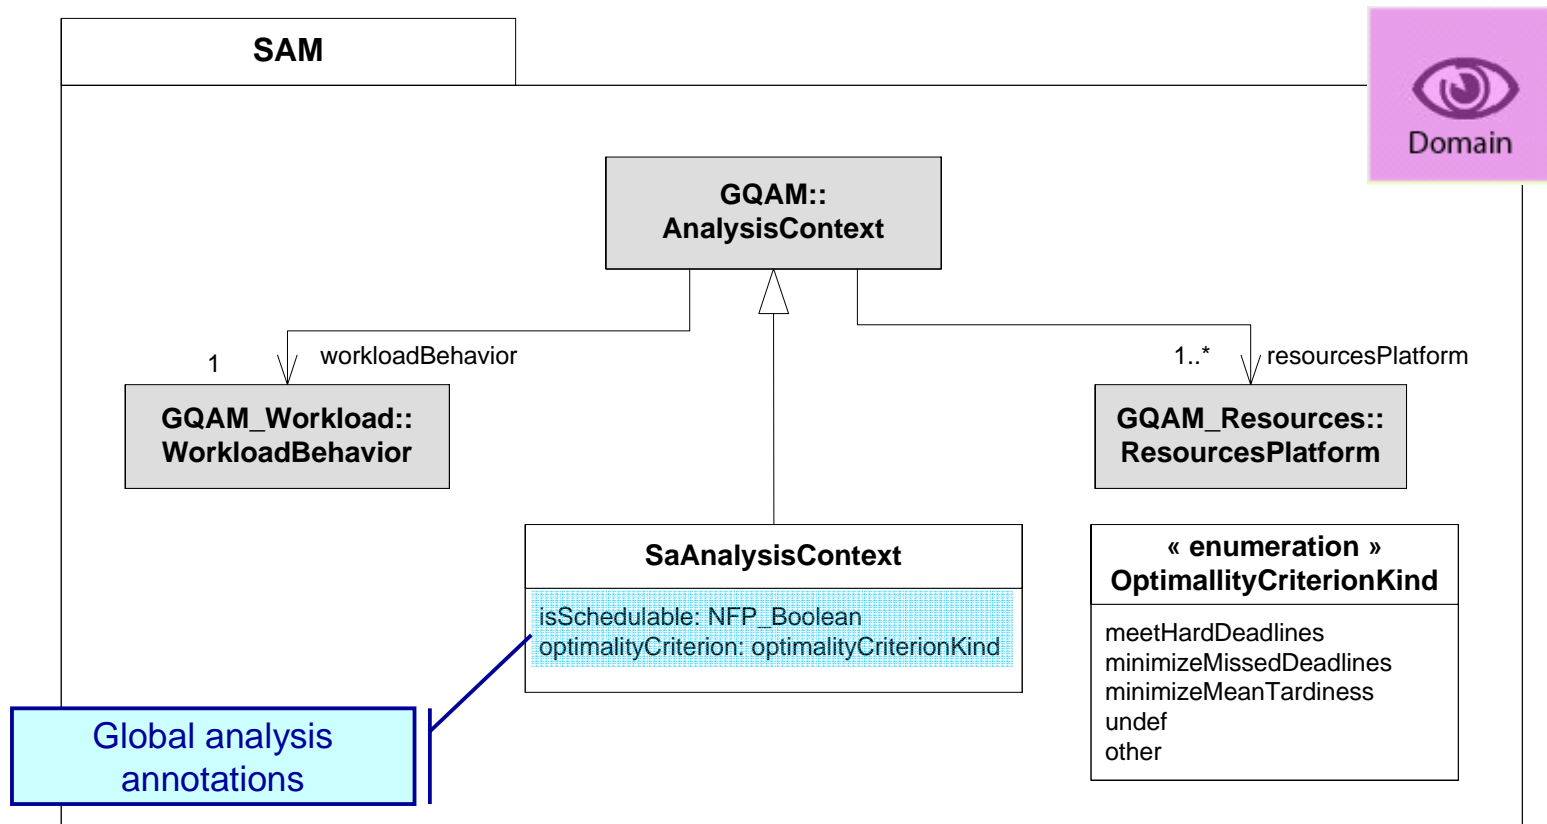 SAM
Domain
GQAM::
AnalysisContext
1
workloadBehavior
1..*
resourcesPlatform
GQAM_Workload::
WorkloadBehavior
GQAM_Resources::
ResourcesPlatform
SaAnalysisContext
isSchedulable: NFP_Boolean
optimalityCriterion: optimalityCriterionKind
« enumeration »
OptimallityCriterionKind
meetHardDeadlines
minimizeMissedDeadlines
minimizeMeanTardiness
undef
other
Global analysis
annotations